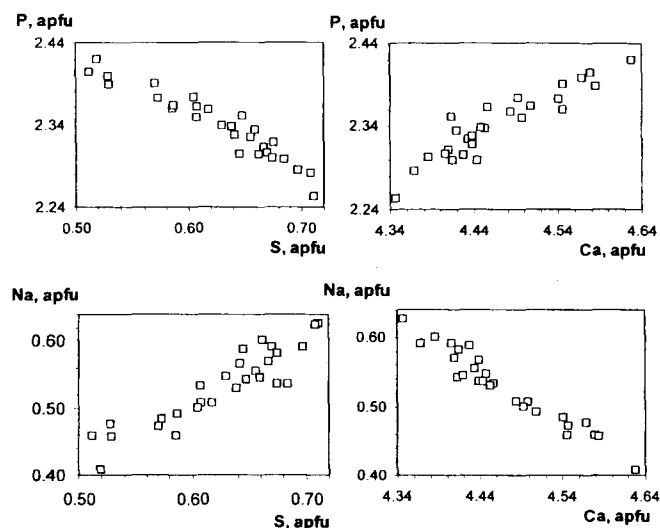 P, apfu
2.44
2.34
2.24
0.50 0.60 0.70
S, apfu
P, apfu
2.44
2.34
2.24
4.34 4.44 4.54 4.64
Ca, apfu
Na, apfu
0.60
0.50
0.40
0.50 0.60 0.70
S, apfu
Na, apfu
0.60
0.50
0.40
4.34 4.44 4.54 4.64
Ca, apfu